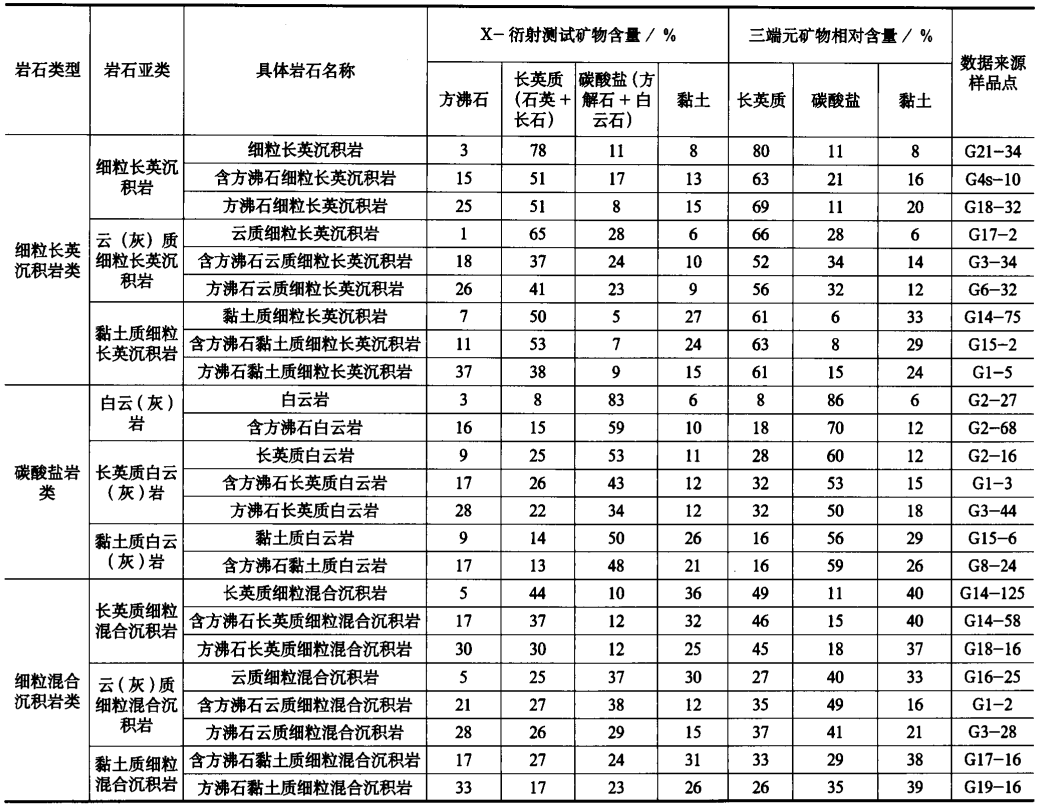 岩石类型 岩石亚类 具体岩石名称 X-衍射测试矿物含量 / % 三端元矿物相对含量 / % 数据来源样品点
方沸石 长英质(石英+长石) 碳酸盐(方解石+白云石) 黏土 长英质 碳酸盐 黏土
细粒长英沉积岩类
细粒长英沉积岩
细粒长英沉积岩 3 78 11 8 80 11 8 G21-34
含方沸石细粒长英沉积岩 15 51 17 13 63 21 16 G4s-10
方沸石细粒长英沉积岩 25 51 8 15 69 11 20 G18-32
云(灰)质细粒长英沉积岩
云质细粒长英沉积岩 1 65 28 6 66 28 6 G17-2
含方沸石云质细粒长英沉积岩 18 37 24 10 52 34 14 G3-34
方沸石云质细粒长英沉积岩 26 41 23 9 56 32 12 G6-32
黏土质细粒长英沉积岩
黏土质细粒长英沉积岩 7 50 5 27 61 6 33 G14-75
含方沸石黏土质细粒长英沉积岩 11 53 7 24 63 8 29 G15-2
方沸石黏土质细粒长英沉积岩 37 38 9 15 61 15 24 G1-5
碳酸盐岩类
白云(灰)岩
白云岩 3 8 83 6 8 86 6 G2-27
含方沸石白云岩 16 15 59 10 18 70 12 G2-68
长英质白云(灰)岩
长英质白云岩 9 25 53 11 28 60 12 G2-16
含方沸石长英质白云岩 17 26 43 12 32 53 15 G1-3
方沸石长英质白云岩 28 22 34 12 32 50 18 G3-44
黏土质白云(灰)岩
黏土质白云岩 9 14 50 26 16 56 29 G15-6
含方沸石黏土质白云岩 17 13 48 21 16 59 26 G8-24
细粒混合沉积岩类
长英质细粒混合沉积岩
长英质细粒混合沉积岩 5 44 10 36 49 11 40 G14-125
含方沸石长英质细粒混合沉积岩 17 37 12 32 46 15 40 G14-58
方沸石长英质细粒混合沉积岩 30 30 12 25 45 18 37 G18-16
云(灰)质细粒混合沉积岩
云质细粒混合沉积岩 5 25 37 30 27 40 33 G16-25
含方沸石云质细粒混合沉积岩 21 27 38 12 35 49 16 G1-2
方沸石云质细粒混合沉积岩 28 26 29 15 37 41 21 G3-28
黏土质细粒混合沉积岩
含方沸石黏土质细粒混合沉积岩 17 27 24 31 33 29 38 G17-16
方沸石黏土质细粒混合沉积岩 33 17 23 26 26 35 39 G19-16